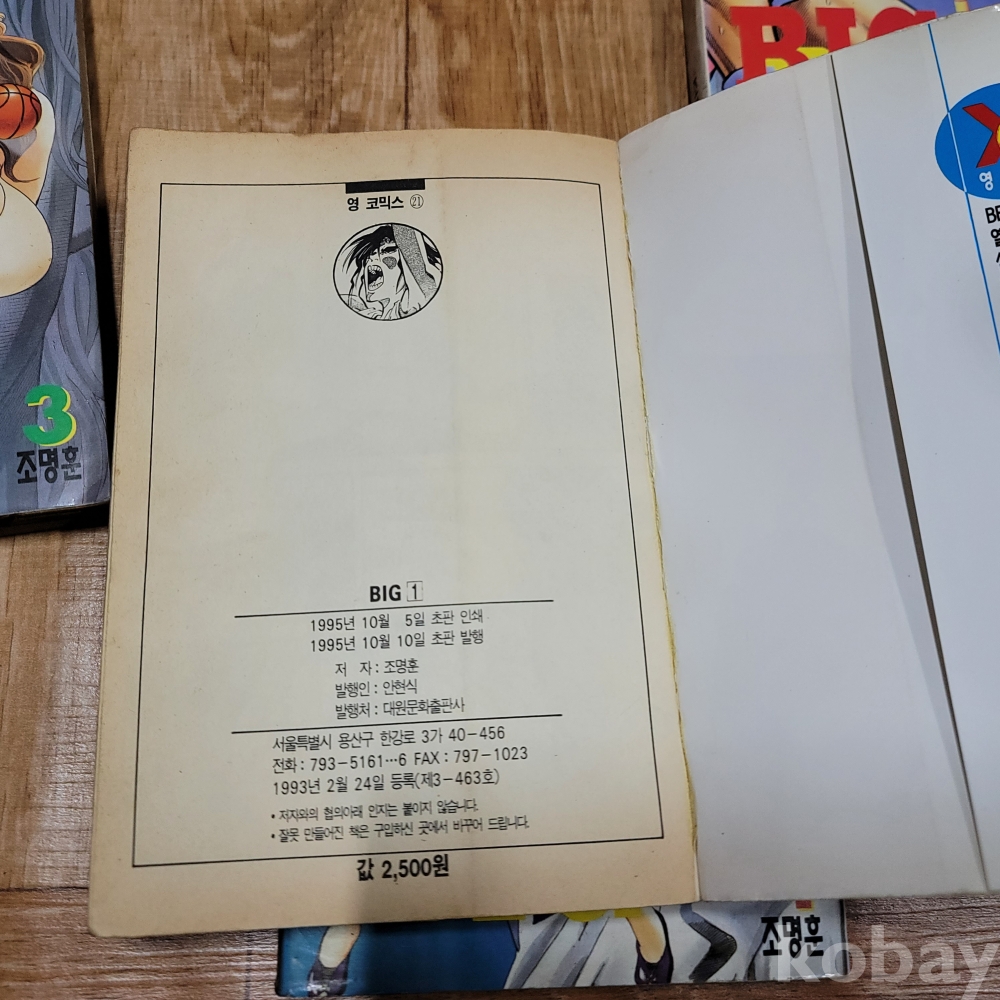 BIG
영
3
조명훈
영 코믹스 ㉑
BIG 1
1995년 10월 5일 초판 인쇄
1995년 10월 10일 초판 발행
저 자 : 조명훈
발행인 : 안현식
발행처 : 대원문화출판사
서울특별시 용산구 한강로 3가 40-456
전화 : 793-5161…6 FAX : 797-1023
1993년 2월 24일 등록(제3-463호)
• 저자와의 협의아래 인지는 붙이지 않습니다.
• 잘못 만들어진 책은 구입하신 곳에서 바꾸어 드립니다.
값 2,500원
조명훈
kobay